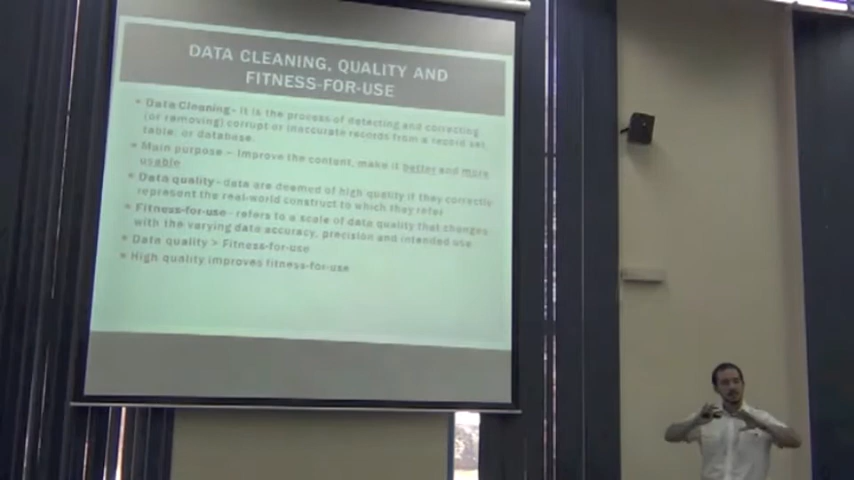 DATA CLEANING, QUALITY AND
FITNESS-FOR-USE
• Data Cleaning- it is the process of detecting and correcting
(or removing) corrupt or inaccurate records from a record set,
table, or database.
• Main purpose – Improve the content, make it better and more
usable
• Data quality- data are deemed of high quality if they correctly
represent the real-world construct to which they refer
• Fitness-for-use- refers to a scale of data quality that changes
with the varying data accuracy, precision and intended use
• Data quality > Fitness-for-use
• High quality improves fitness-for-use